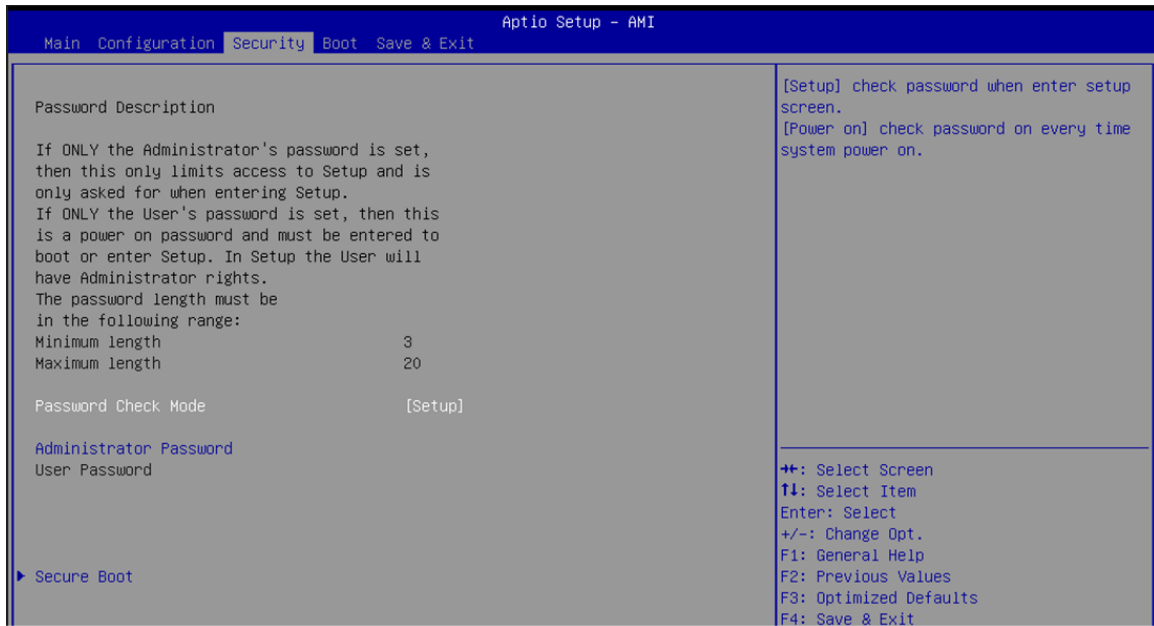 Aptio Setup – AMI
Main Configuration Security Boot Save & Exit
Password Description
If ONLY the Administrator's password is set,
then this only limits access to Setup and is
only asked for when entering Setup.
If ONLY the User's password is set, then this
is a power on password and must be entered to
boot or enter Setup. In Setup the User will
have Administrator rights.
The password length must be
in the following range:
Minimum length 3
Maximum length 20
Password Check Mode [Setup]
Administrator Password
User Password
Secure Boot
[Setup] check password when enter setup
screen.
[Power on] check password on every time
system power on.
→←: Select Screen
↑↓: Select Item
Enter: Select
+/-: Change Opt.
F1: General Help
F2: Previous Values
F3: Optimized Defaults
F4: Save & Exit